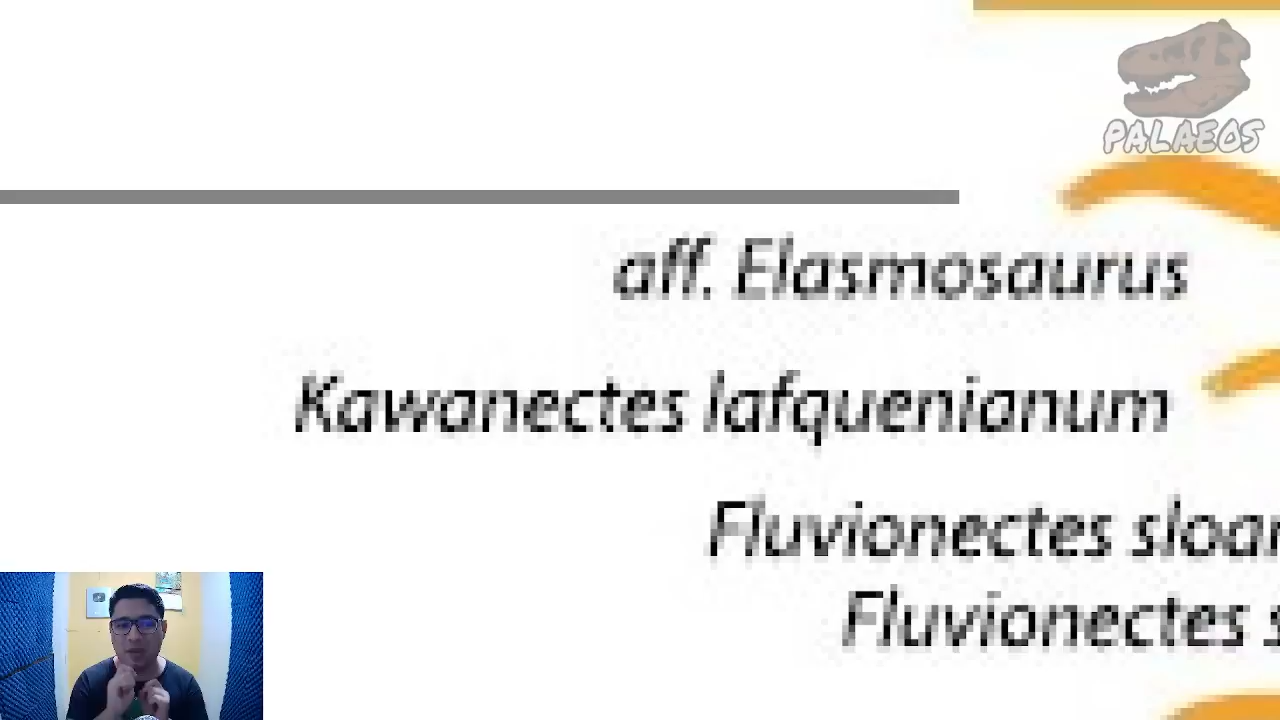 PALAEOS
aff. Elasmosaurus
Kawanectes lafquenianum
Fluvionectes
Fluvionectes